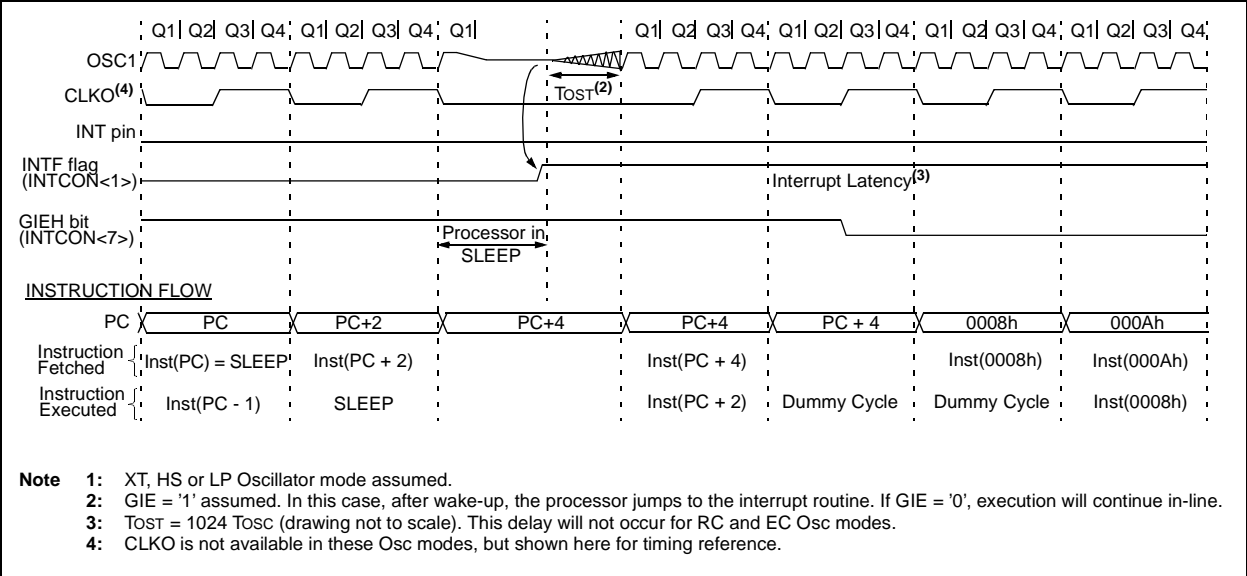 Q1 Q2 Q3 Q4 Q1 Q2 Q3 Q4 Q1 Q1 Q2 Q3 Q4 Q1 Q2 Q3 Q4 Q1 Q2 Q3 Q4 Q1 Q2 Q3 Q4
OSC1
CLKO(4) TOST(2)
INT pin
INTF flag
(INTCON<1>) Interrupt Latency(3)
GIEH bit
(INTCON<7>) Processor in
SLEEP
INSTRUCTION FLOW
PC PC PC+2 PC+4 PC+4 PC + 4 0008h 000Ah
Instruction
Fetched Inst(PC) = SLEEP Inst(PC + 2) Inst(PC + 4) Inst(0008h) Inst(000Ah)
Instruction
Executed Inst(PC - 1) SLEEP Inst(PC + 2) Dummy Cycle Dummy Cycle Inst(0008h)
Note 1: XT, HS or LP Oscillator mode assumed.
2: GIE = '1' assumed. In this case, after wake-up, the processor jumps to the interrupt routine. If GIE = '0', execution will continue in-line.
3: TOST = 1024 TOSC (drawing not to scale). This delay will not occur for RC and EC Osc modes.
4: CLKO is not available in these Osc modes, but shown here for timing reference.